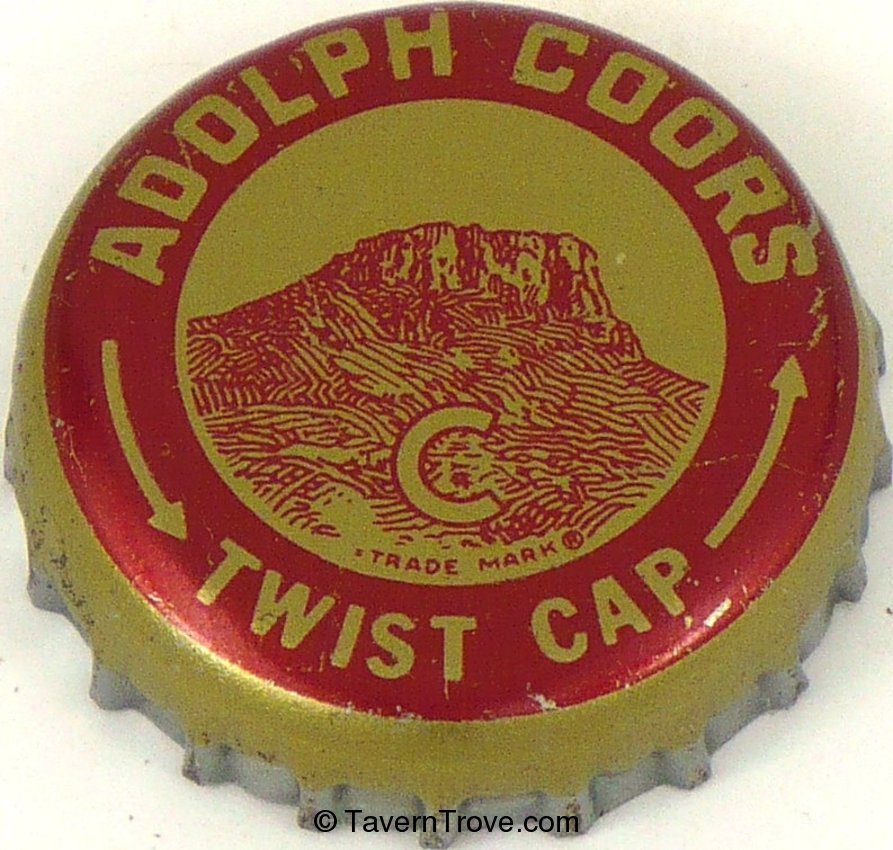 ADOLPH COORS
C
TRADE MARK®
TWIST CAP
© TavernTrove.com